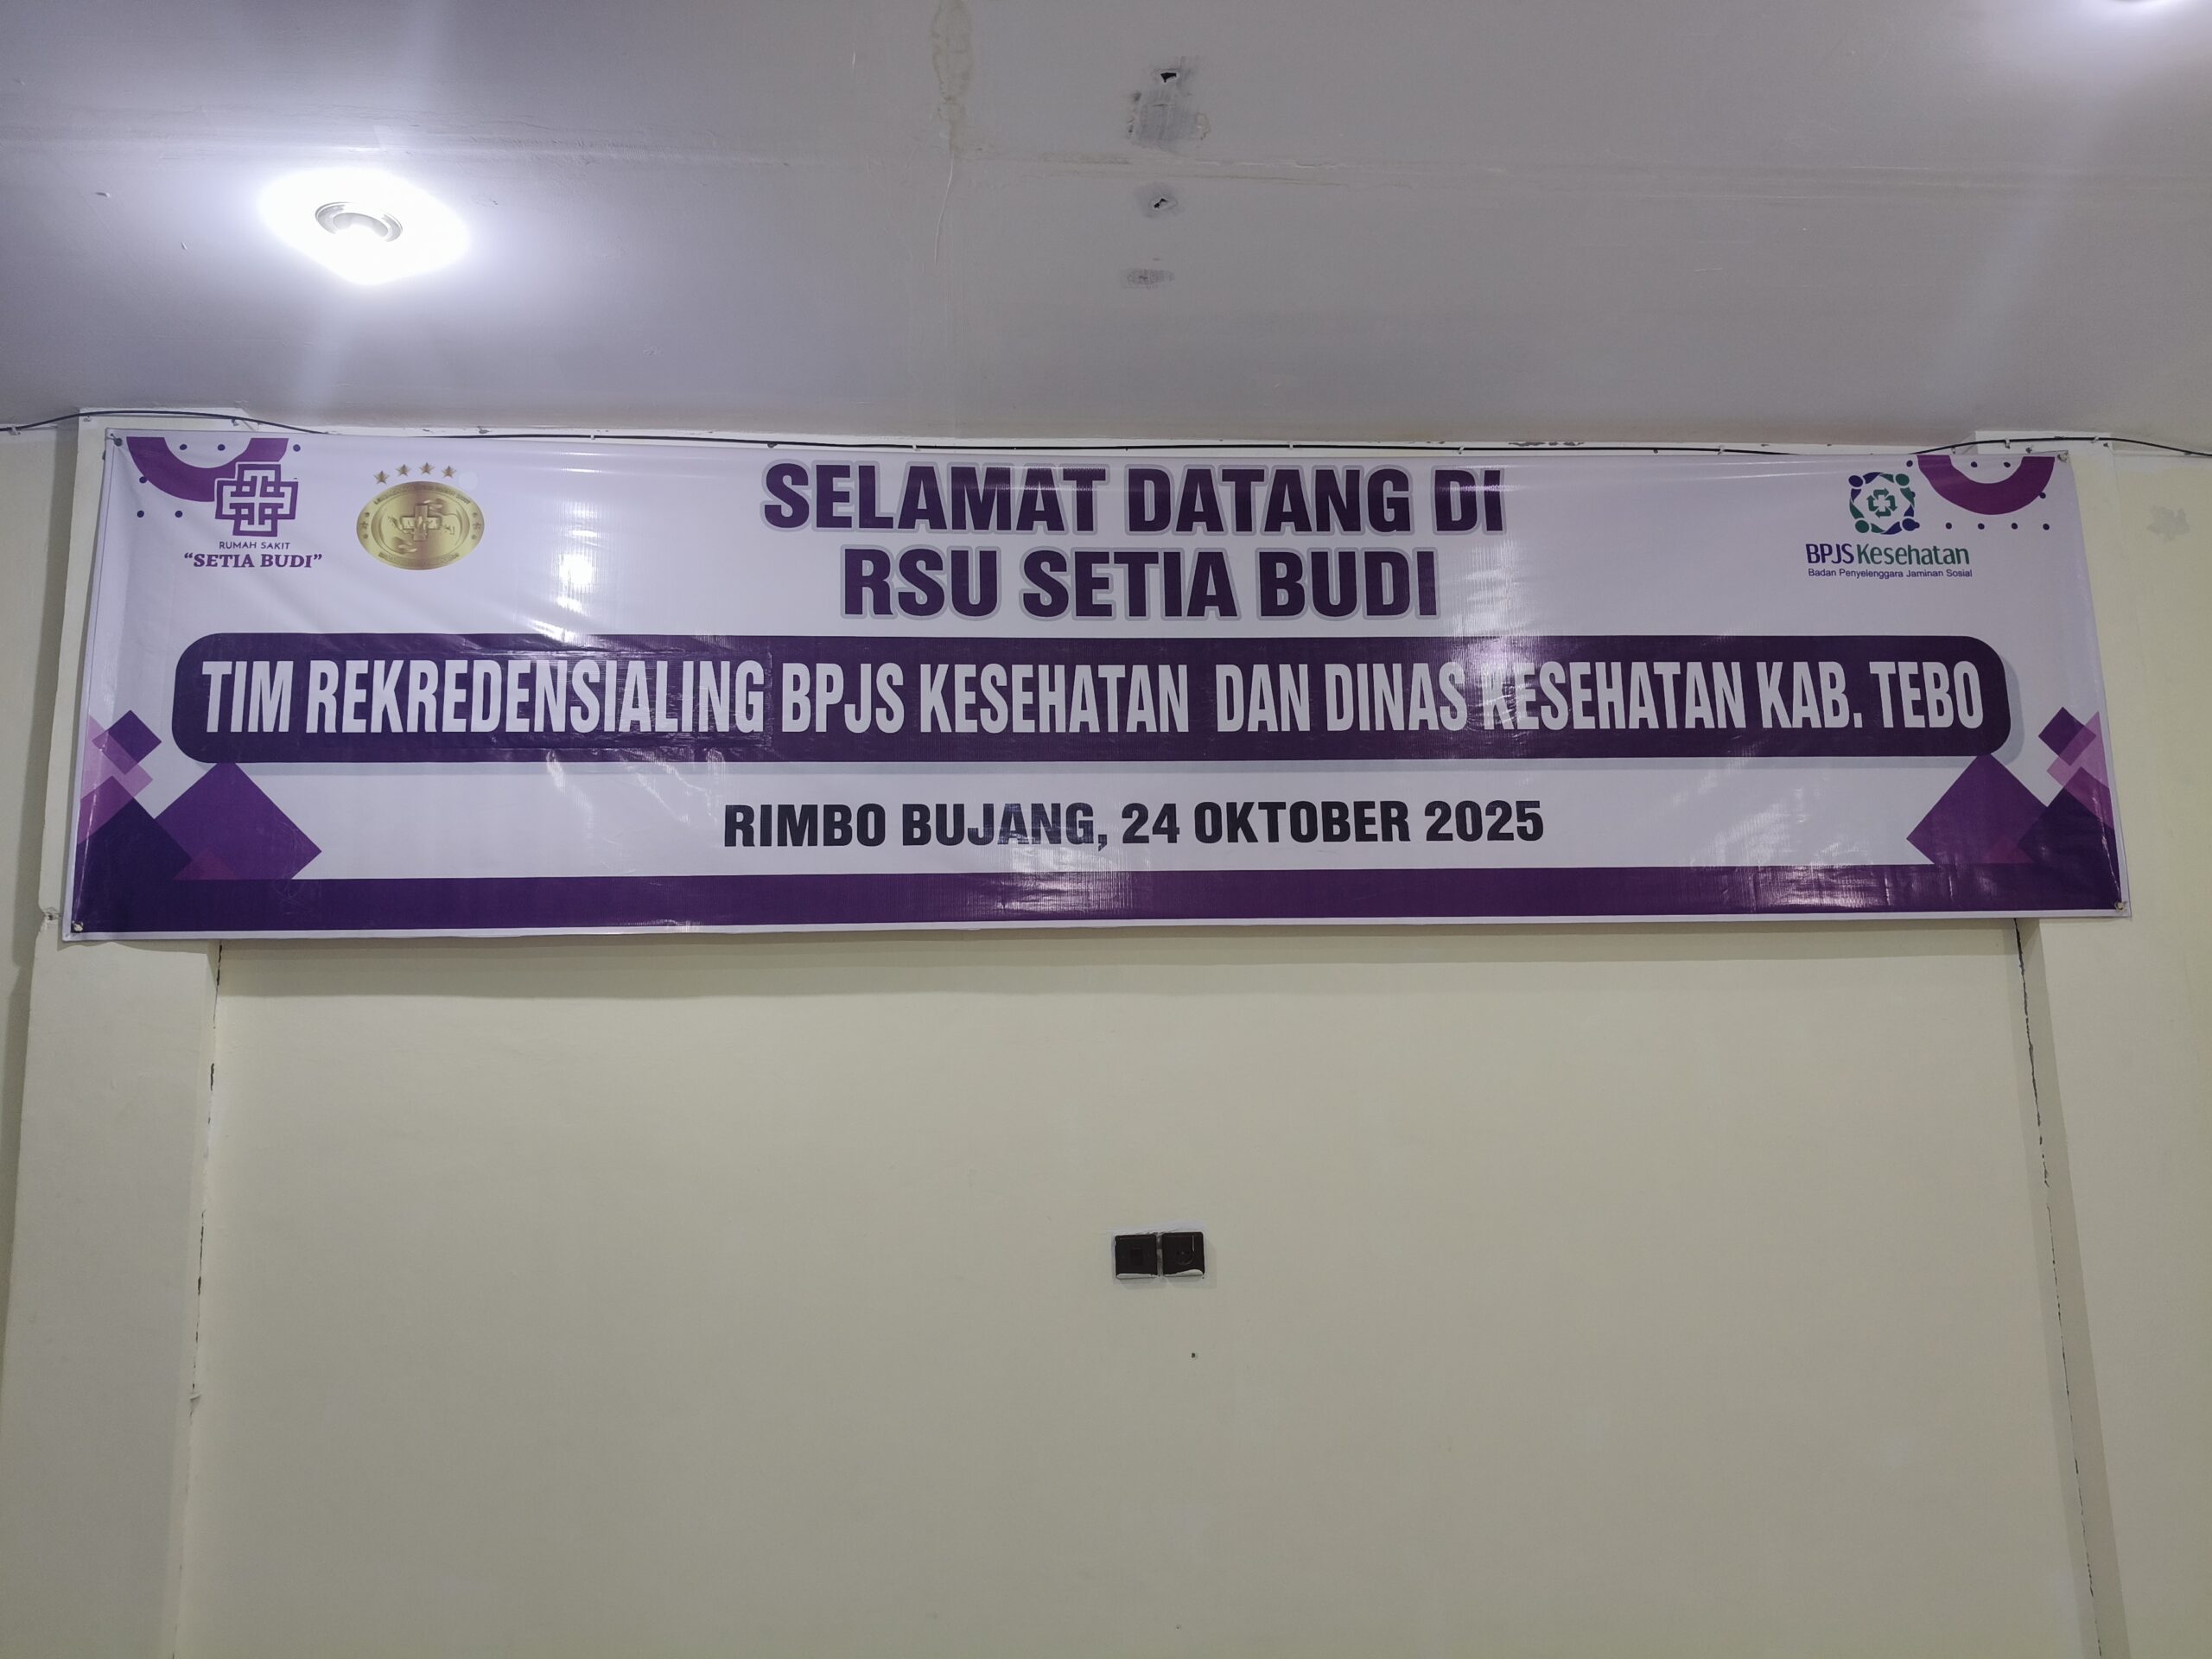 SELAMAT DATANG DI
RSU SETIA BUDI
RUMAH SAKIT
“SETIA BUDI”
BPJS Kesehatan
Badan Penyelenggara Jaminan Sosial
TIM REKREDENSIALING BPJS KESEHATAN DAN DINAS KESEHATAN KAB. TEBO
RIMBO BUJANG, 24 OKTOBER 2025